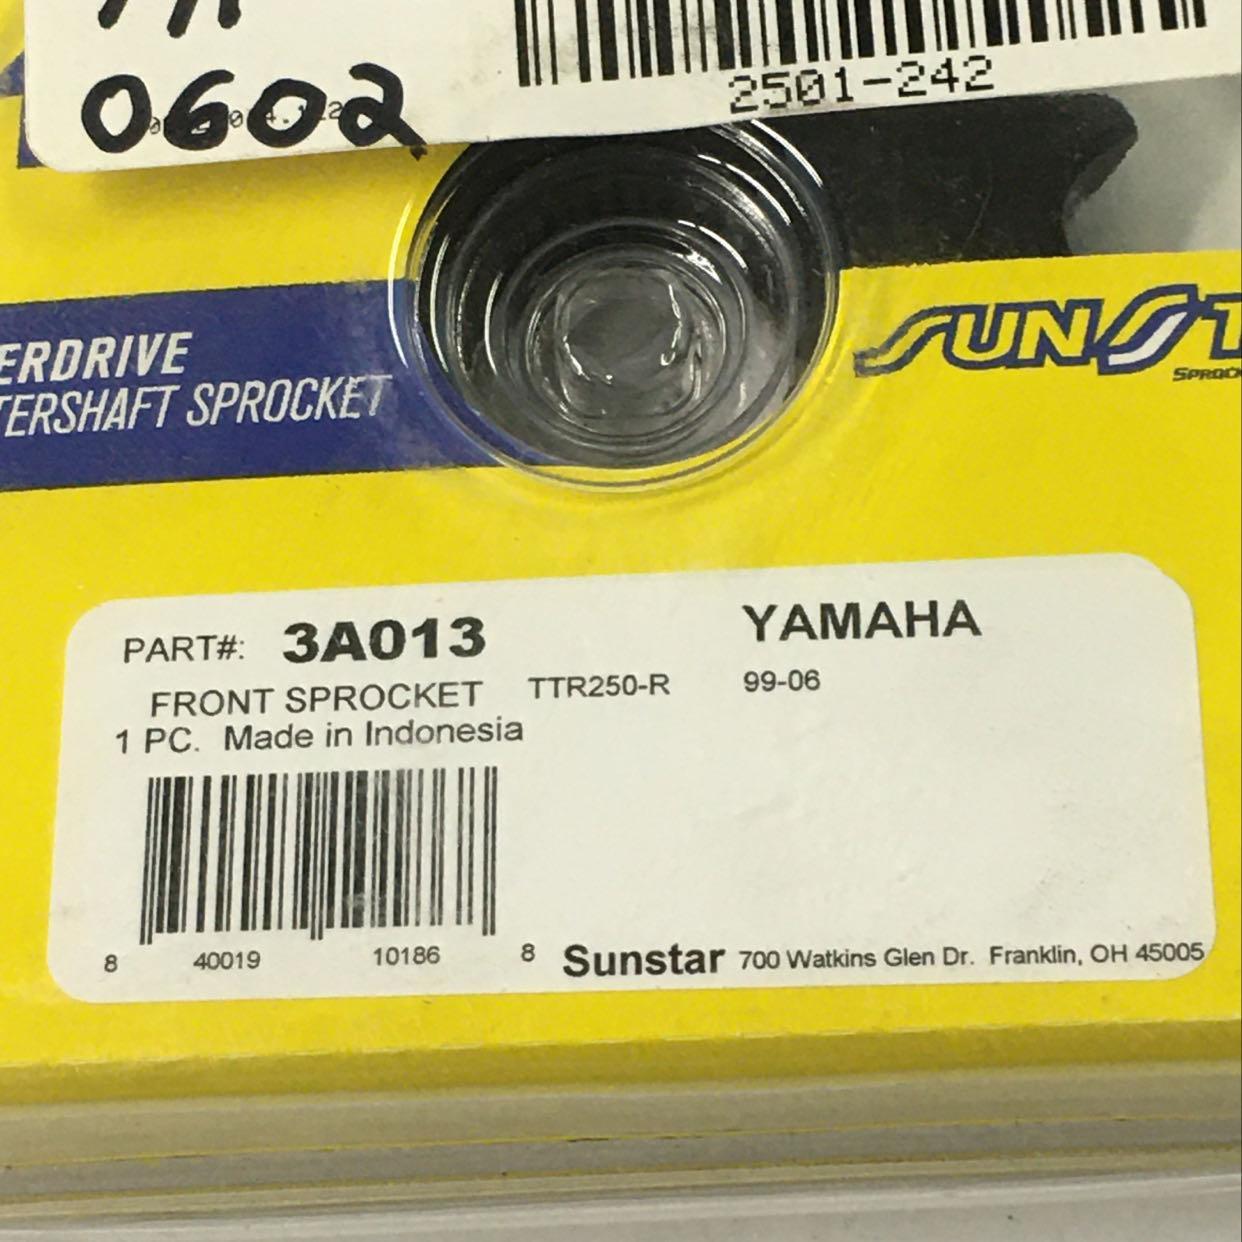 0602
2501-242
ERDRIVE
TERSHAFT SPROCKET
SUNST
SPROCK
PART#: 3A013 YAMAHA
FRONT SPROCKET TTR250-R 99-06
1 PC. Made in Indonesia
8 40019 10186 8
Sunstar 700 Watkins Glen Dr. Franklin, OH 45005